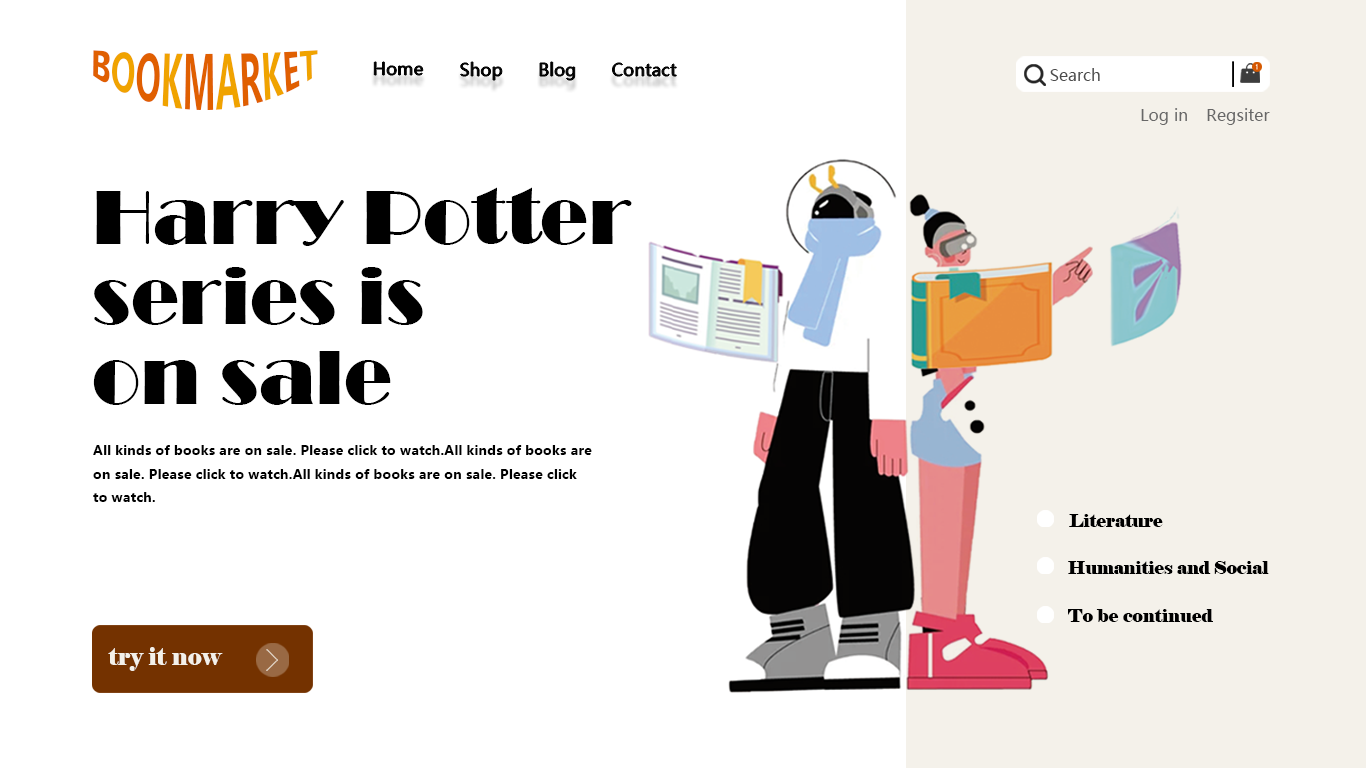 BOOKMARKET
Home Shop Blog Contact
Search
1
Log in Regsiter
Harry Potter
series is
on sale
All kinds of books are on sale. Please click to watch.All kinds of books are
on sale. Please click to watch.All kinds of books are on sale. Please click
to watch.
Literature
Humanities and Social
To be continued
try it now